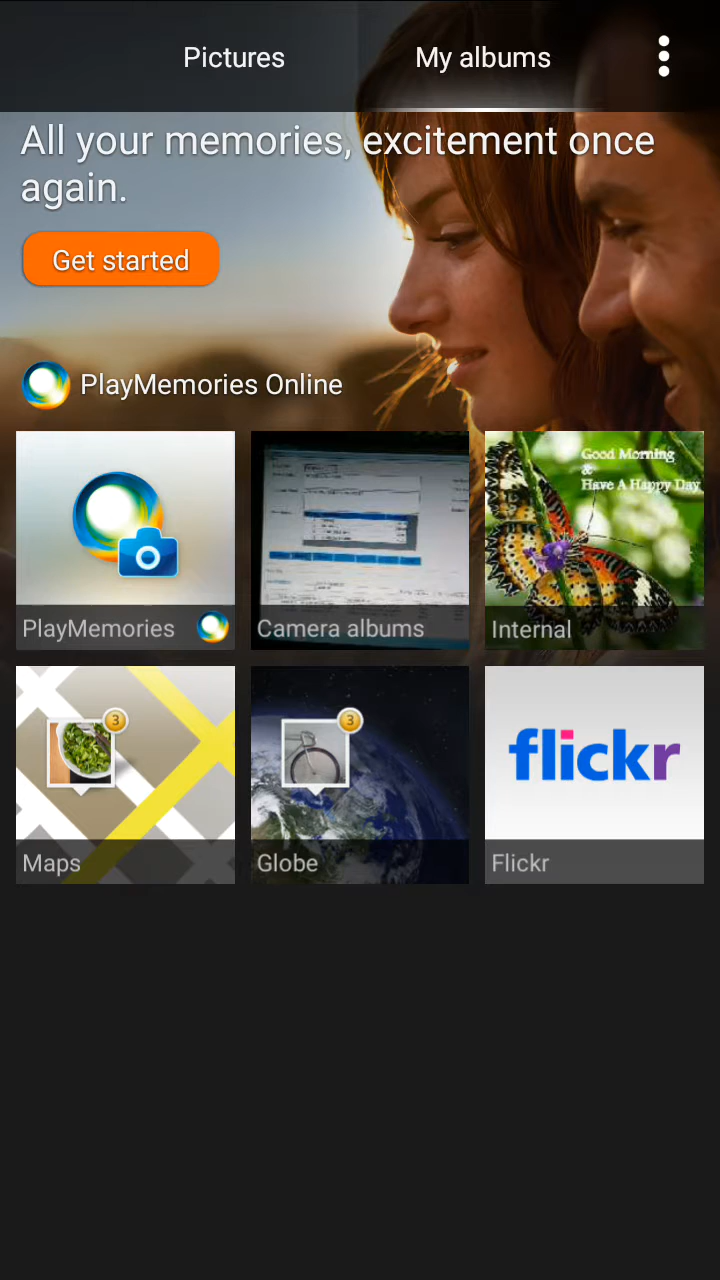 Pictures
My albums
All your memories, excitement once
again.
Get started
PlayMemories Online
Good Morning
&
Have A Happy Day
PlayMemories
Camera albums
Internal
3
3
flickr
Maps
Globe
Flickr